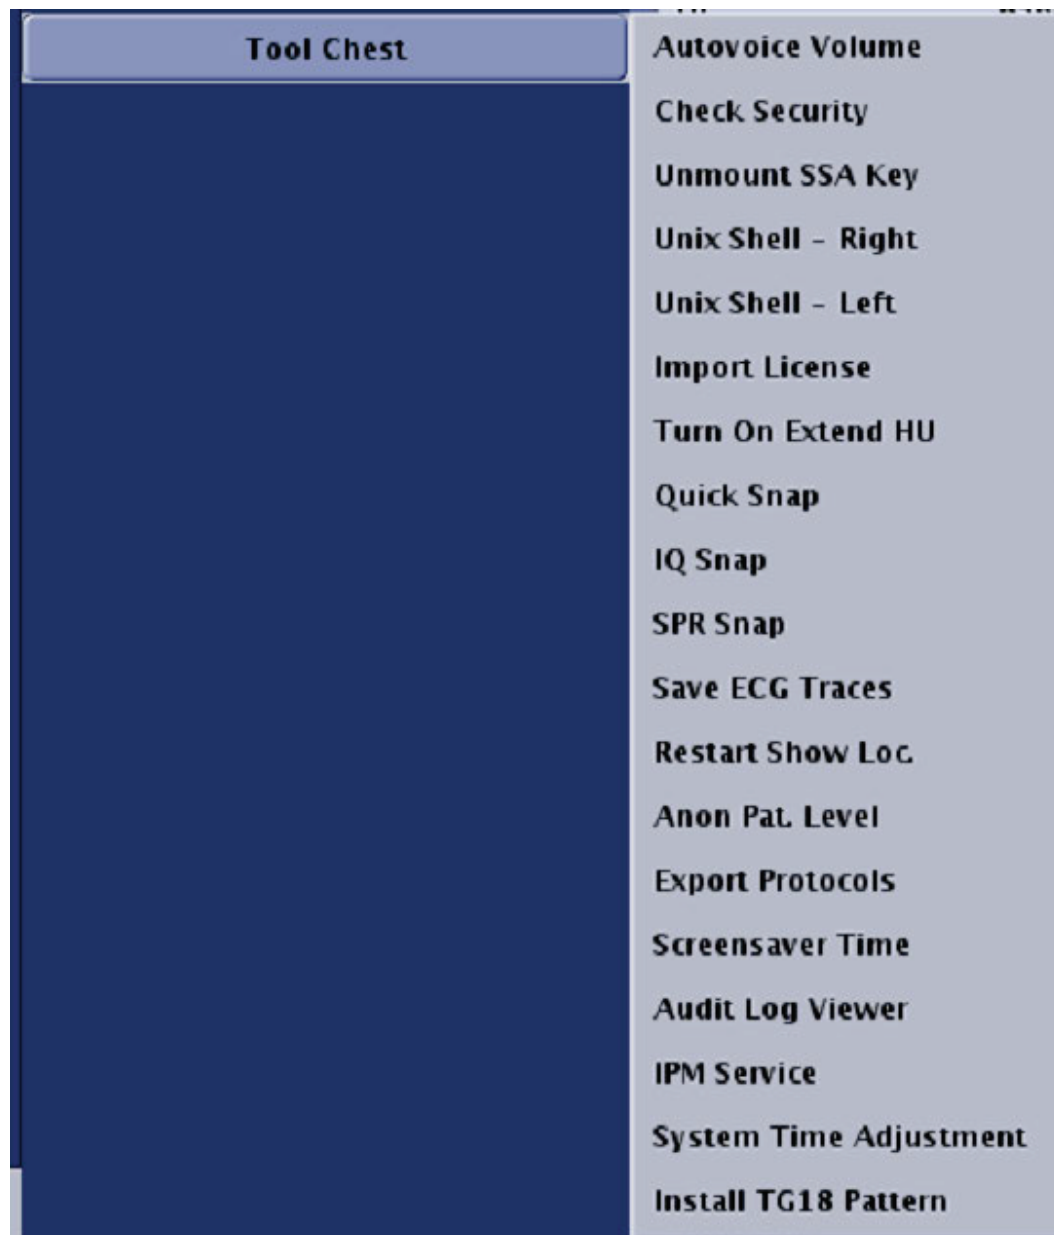 Tool Chest
Autovoice Volume
Check Security
Unmount SSA Key
Unix Shell - Right
Unix Shell - Left
Import License
Turn On Extend HU
Quick Snap
IQ Snap
SPR Snap
Save ECG Traces
Restart Show Loc.
Anon Pat. Level
Export Protocols
Screensaver Time
Audit Log Viewer
IPM Service
System Time Adjustment
Install TG18 Pattern